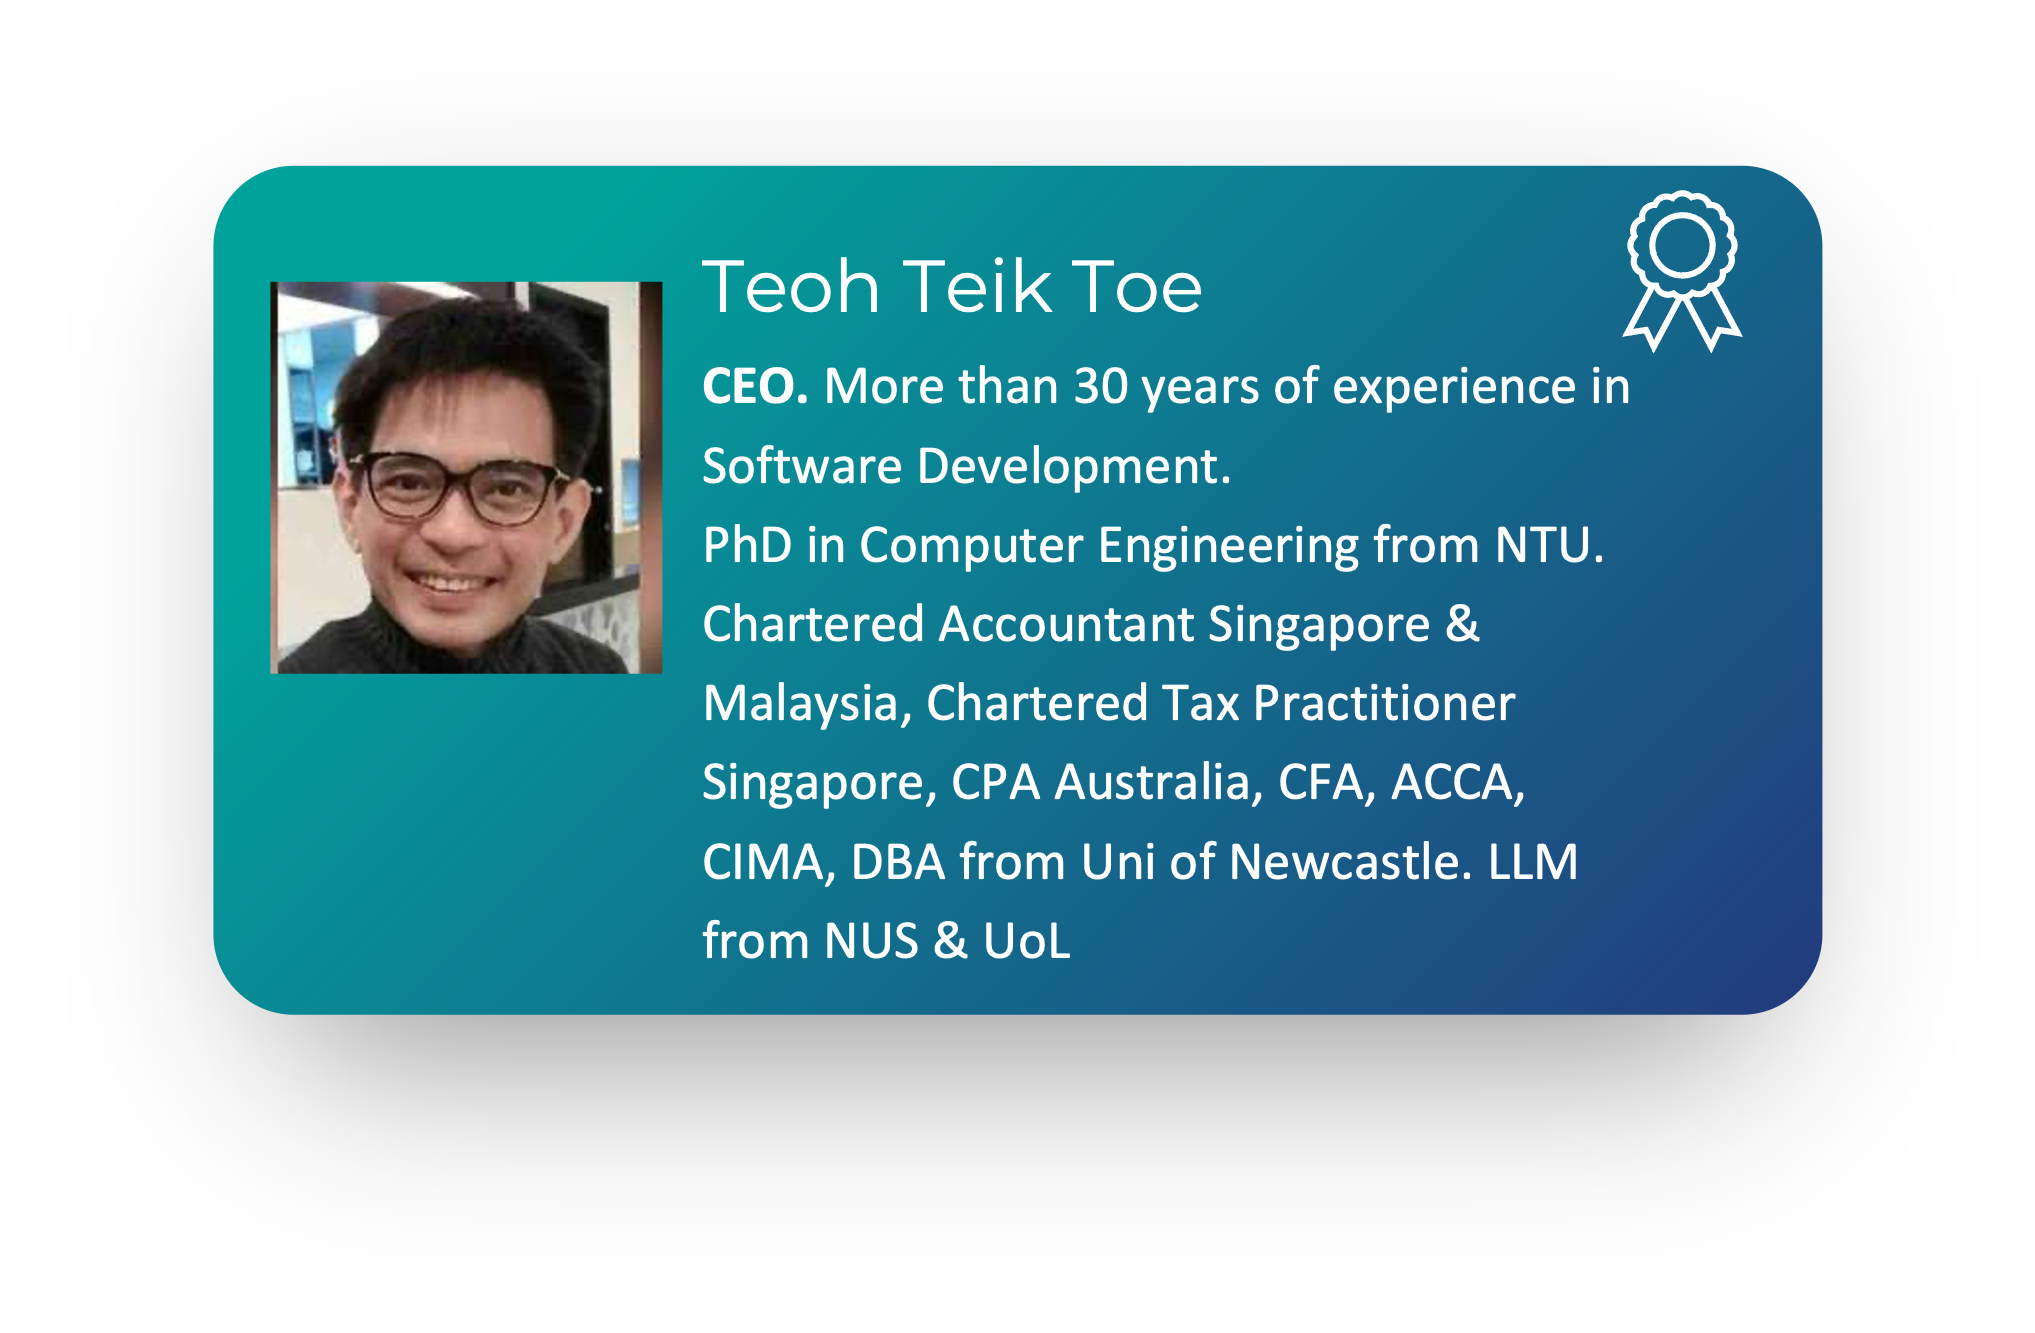 Teoh Teik Toe
CEO. More than 30 years of experience in
Software Development.
PhD in Computer Engineering from NTU.
Chartered Accountant Singapore &
Malaysia, Chartered Tax Practitioner
Singapore, CPA Australia, CFA, ACCA,
CIMA, DBA from Uni of Newcastle. LLM
from NUS & UoL